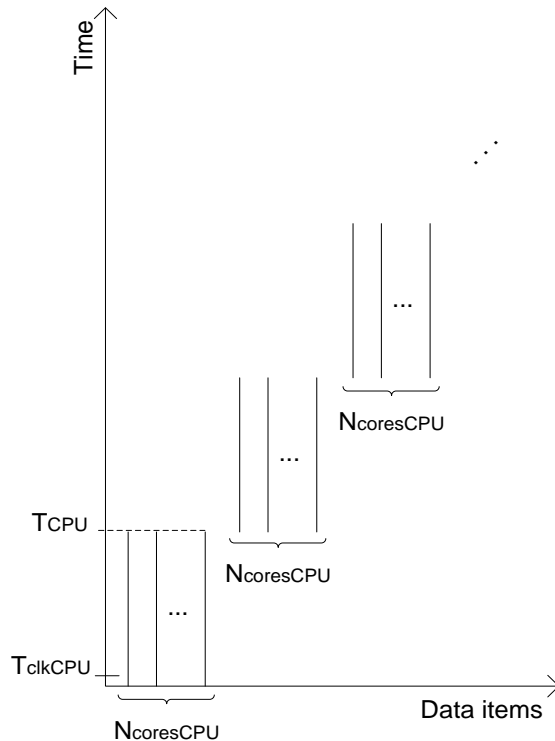 Time
...
...
NcoresCPU
...
TCPU
NcoresCPU
...
TclkCPU
Data items
NcoresCPU